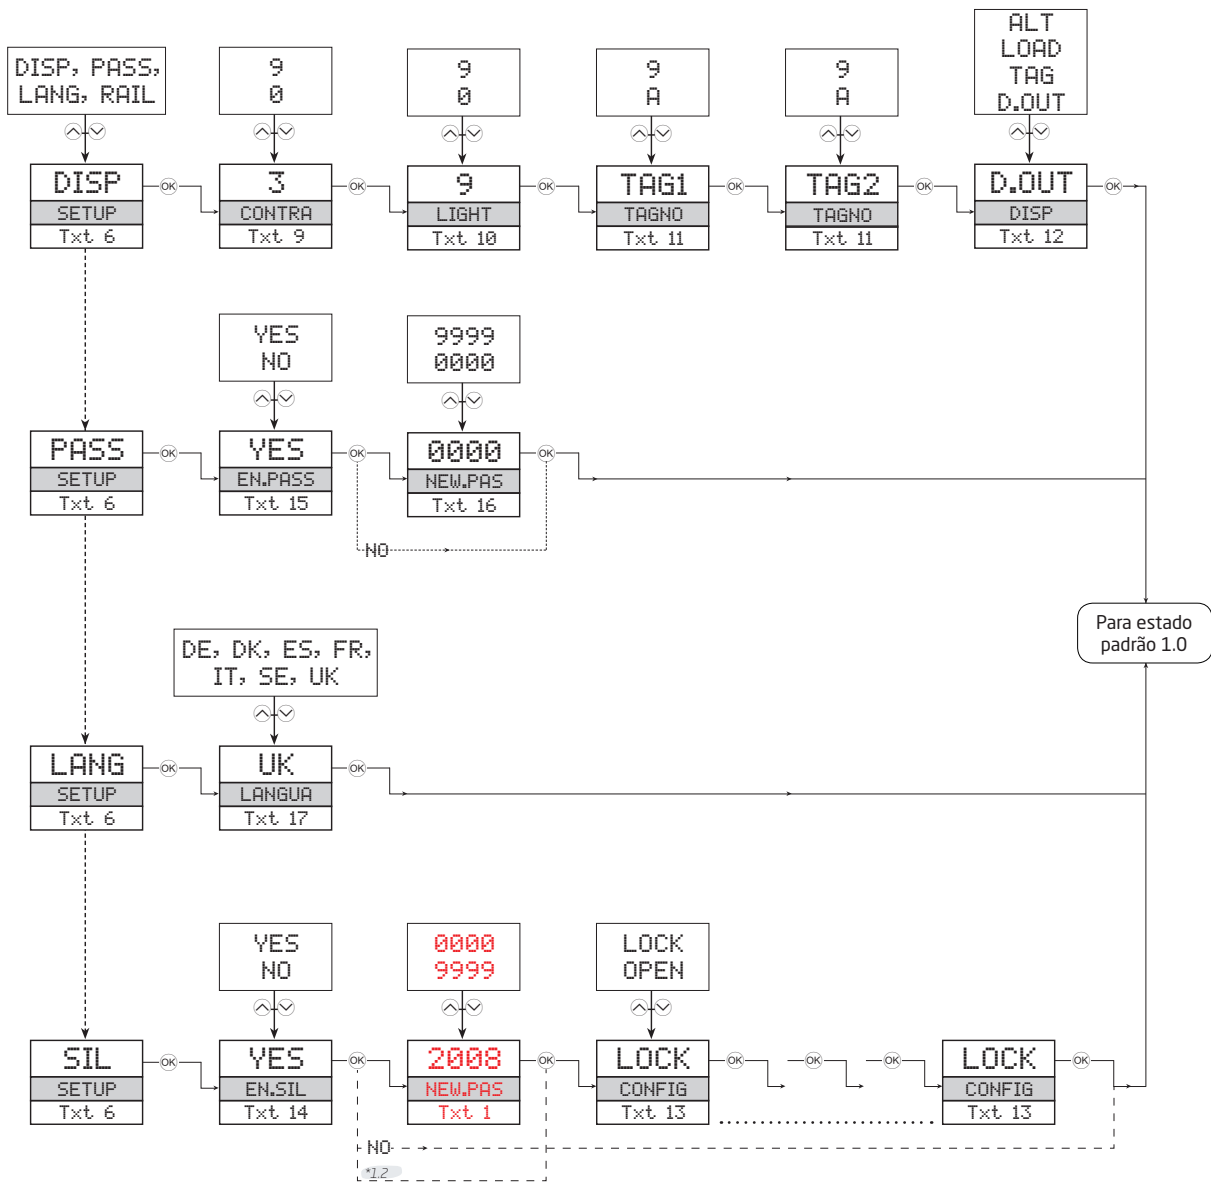 DISP, PASS,
LANG, RAIL
9
0
9
0
9
A
9
A
ALT
LOAD
TAG
D.OUT
DISP
SETUP
Txt 6
OK
3
CONTRA
Txt 9
OK
9
LIGHT
Txt 10
OK
TAG1
TAGNO
Txt 11
OK
TAG2
TAGNO
Txt 11
OK
D.OUT
DISP
Txt 12
OK
YES
NO
9999
0000
PASS
SETUP
Txt 6
OK
YES
EN.PASS
Txt 15
OK
0000
NEW.PAS
Txt 16
OK
NO
Para estado
padrão 1.0
DE, DK, ES, FR,
IT, SE, UK
LANG
SETUP
Txt 6
OK
UK
LANGUA
Txt 17
OK
YES
NO
0000
9999
LOCK
OPEN
SIL
SETUP
Txt 6
OK
YES
EN.SIL
Txt 14
OK
2008
NEW.PAS
Txt 1
OK
LOCK
CONFIG
Txt 13
OK
OK
OK
LOCK
CONFIG
Txt 13
OK
NO
*1.2